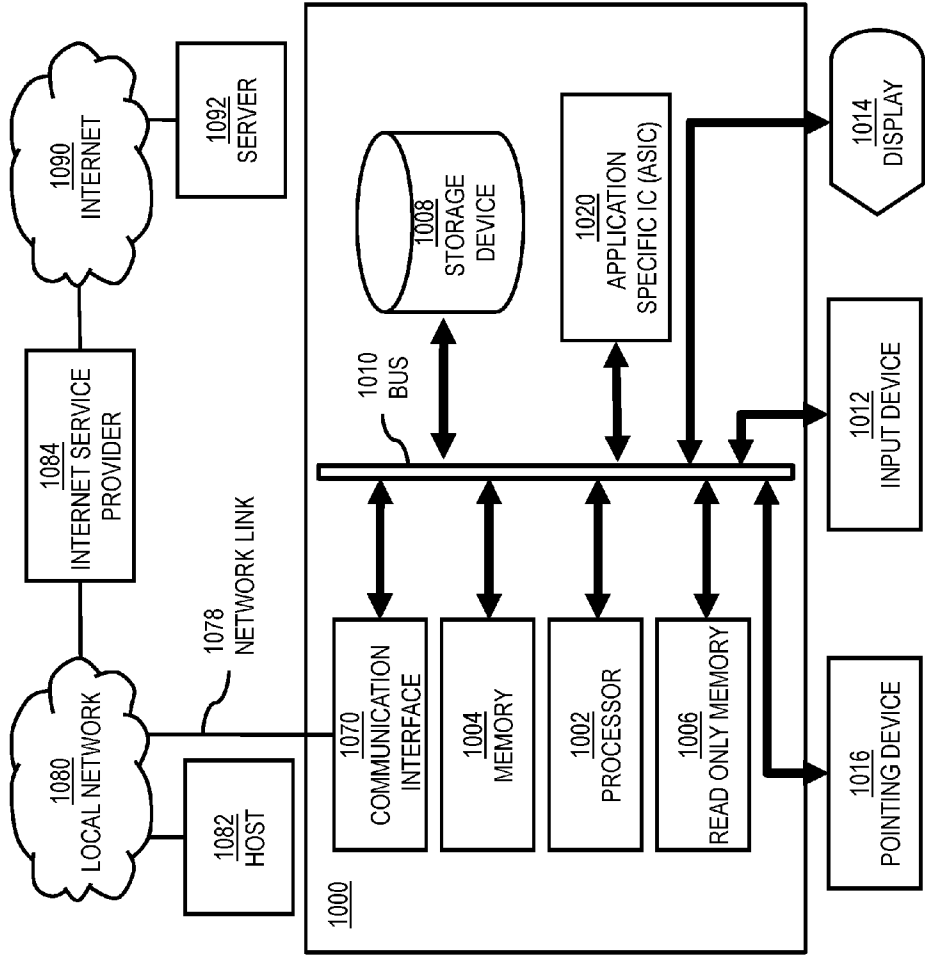 1080
LOCAL NETWORK
1084
INTERNET SERVICE
PROVIDER
1090
INTERNET
1082
HOST
1078
NETWORK LINK
1092
SERVER
1000
1070
COMMUNICATION
INTERFACE
1004
MEMORY
1002
PROCESSOR
1006
READ ONLY MEMORY
1010
BUS
1008
STORAGE
DEVICE
1020
APPLICATION
SPECIFIC IC (ASIC)
1016
POINTING DEVICE
1012
INPUT DEVICE
1014
DISPLAY